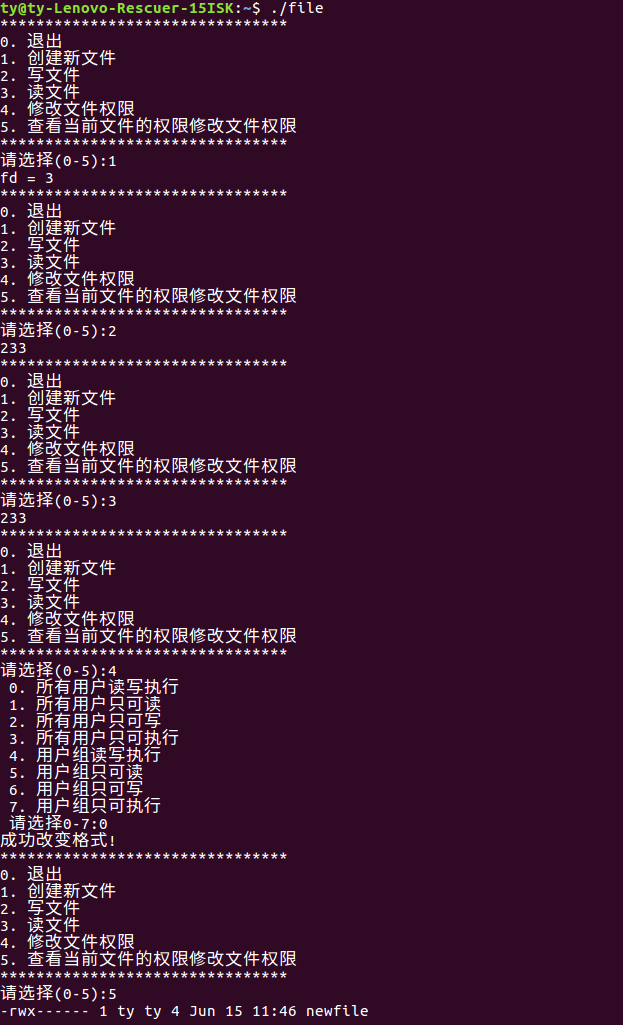 ty@ty-Lenovo-Rescuer-15ISK:~$ ./file
********************************
0. 退出
1. 创建新文件
2. 写文件
3. 读文件
4. 修改文件权限
5. 查看当前文件的权限修改文件权限
********************************
请选择(0-5):1
fd = 3
********************************
0. 退出
1. 创建新文件
2. 写文件
3. 读文件
4. 修改文件权限
5. 查看当前文件的权限修改文件权限
********************************
请选择(0-5):2
233
********************************
0. 退出
1. 创建新文件
2. 写文件
3. 读文件
4. 修改文件权限
5. 查看当前文件的权限修改文件权限
********************************
请选择(0-5):3
233
********************************
0. 退出
1. 创建新文件
2. 写文件
3. 读文件
4. 修改文件权限
5. 查看当前文件的权限修改文件权限
********************************
请选择(0-5):4
 0. 所有用户读写执行
 1. 所有用户只可读
 2. 所有用户只可写
 3. 所有用户只可执行
 4. 用户组读写执行
 5. 用户组只可读
 6. 用户组只可写
 7. 用户组只可执行
 请选择0-7:0
成功改变格式!
********************************
0. 退出
1. 创建新文件
2. 写文件
3. 读文件
4. 修改文件权限
5. 查看当前文件的权限修改文件权限
********************************
请选择(0-5):5
-rwx------ 1 ty ty 4 Jun 15 11:46 newfile